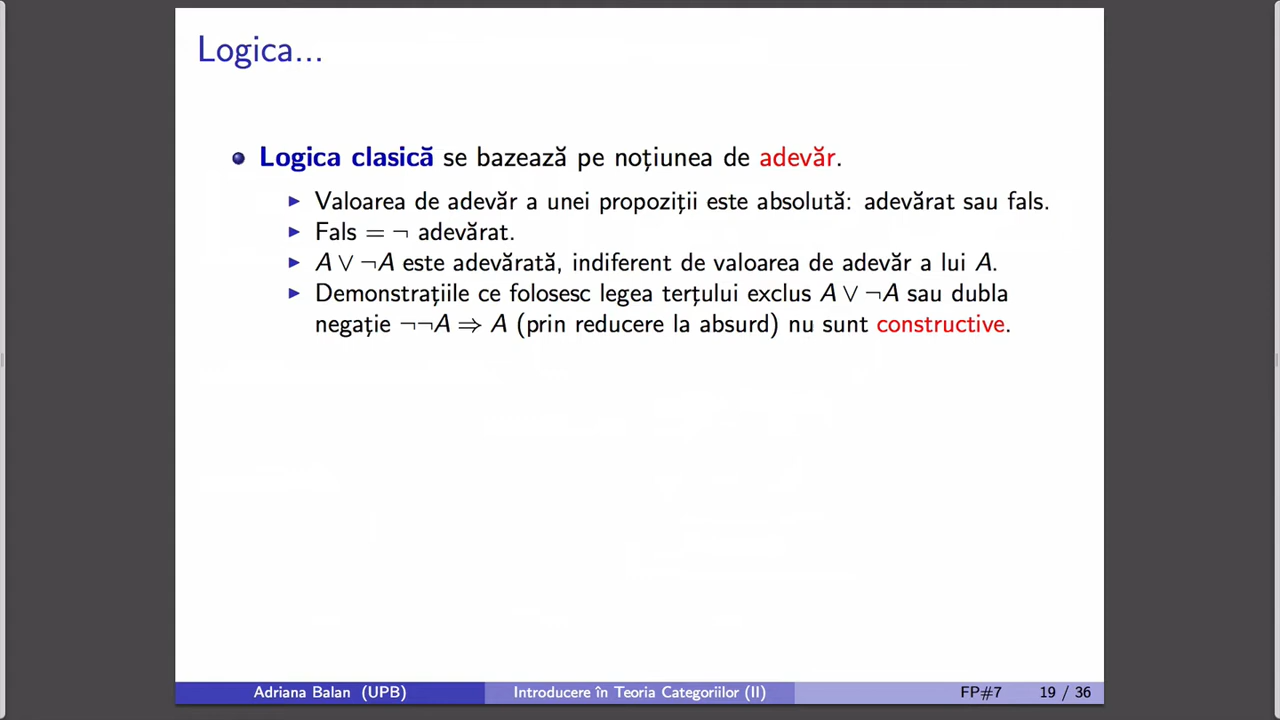 Logica...
Logica clasică se bazează pe noțiunea de adevăr.
Valoarea de adevăr a unei propoziții este absolută: adevărat sau fals.
Fals = ¬ adevărat.
A ∨ ¬A este adevărată, indiferent de valoarea de adevăr a lui A.
Demonstrațiile ce folosesc legea terțului exclus A ∨ ¬A sau dubla
negație ¬¬A ⇒ A (prin reducere la absurd) nu sunt constructive.
Adriana Balan (UPB) Introducere în Teoria Categoriilor (II) FP#7 19 / 36